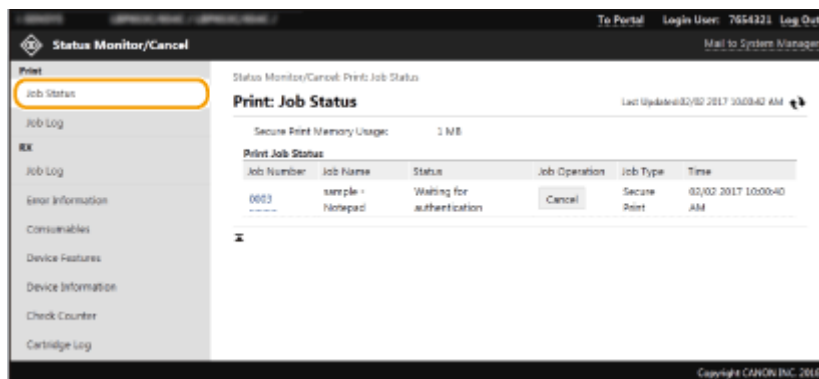 To Portal Login User: 7654321 Log Out
Status Monitor/Cancel
Mail to System Manager
Print
Job Status
Job Log
RX
Job Log
Error Information
Consumables
Device Features
Device Information
Check Counter
Cartridge Log
Status Monitor/Cancel: Print: Job Status
Print: Job Status
Last Updated:02/02 2017 10:00:42 AM
Secure Print Memory Usage: 1 MB
Print Job Status
Job Number Job Name Status Job Operation Job Type Time
0003 sample - Notepad Waiting for authentication Cancel Secure Print 02/02 2017 10:00:40 AM
Copyright CANON INC. 2016